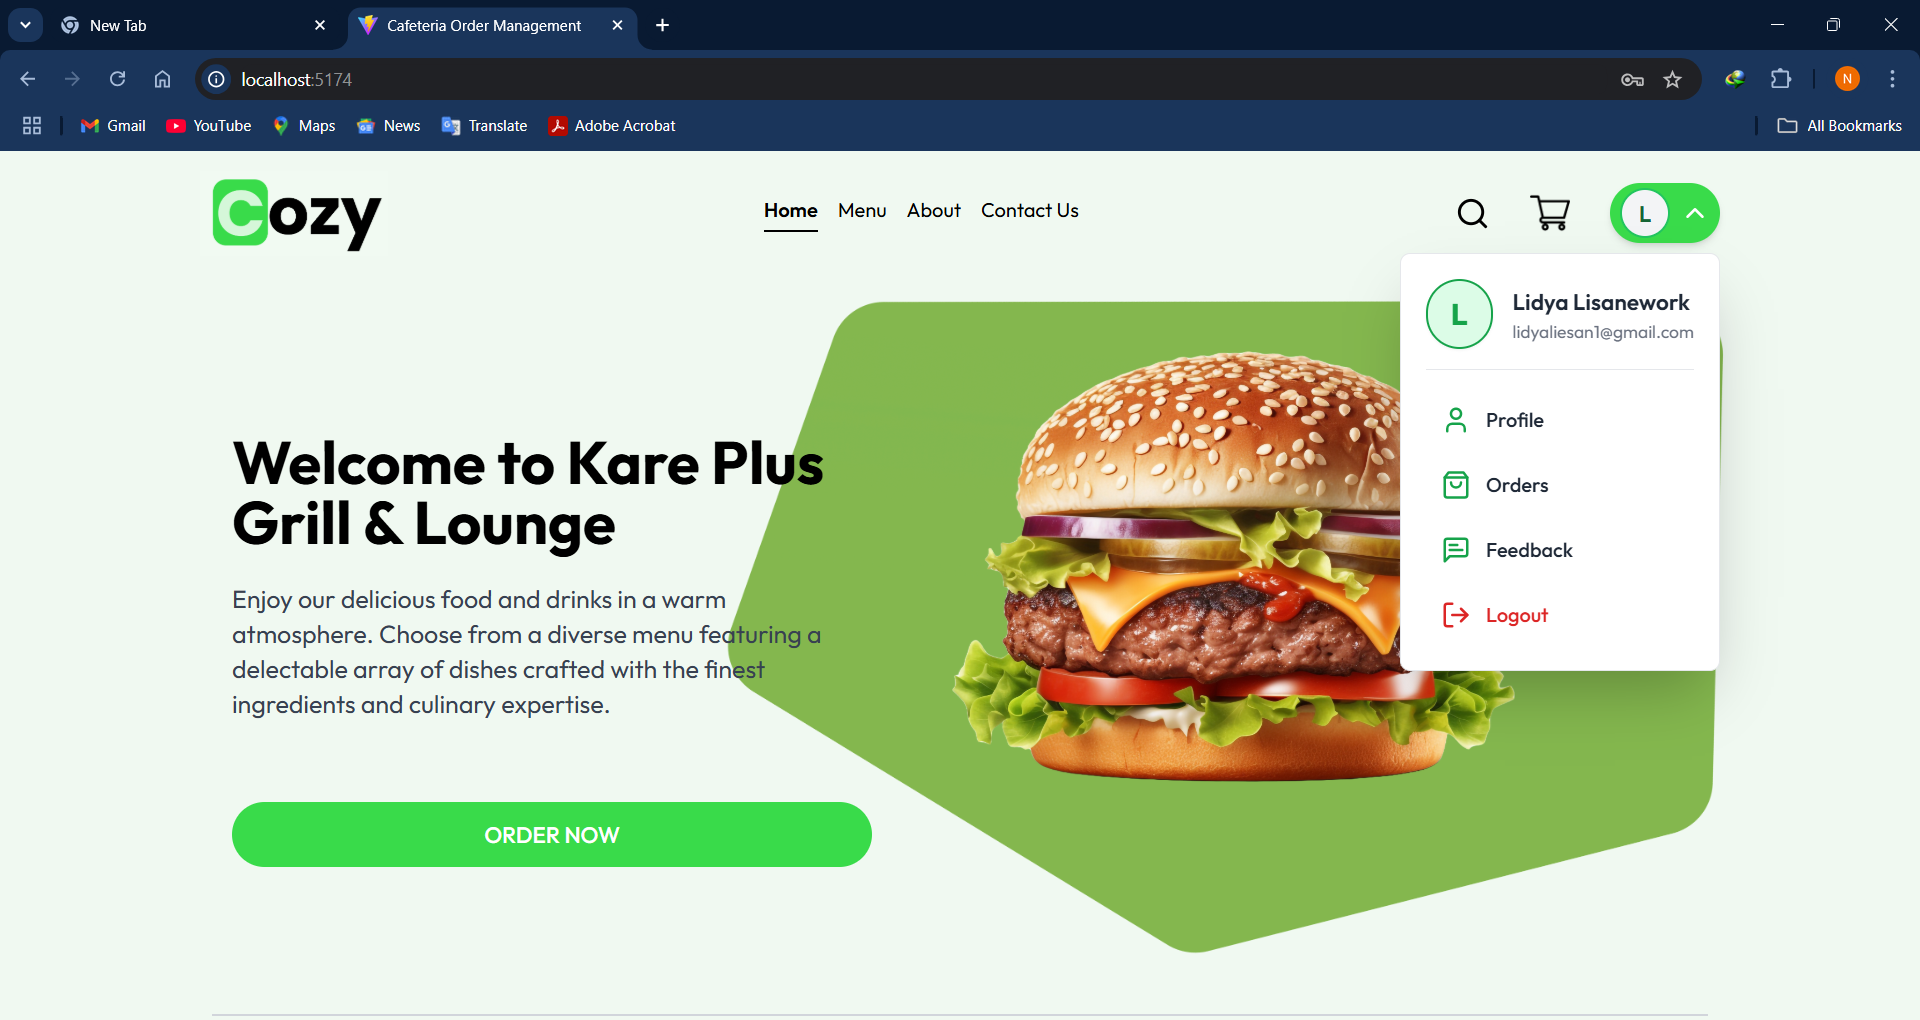 New Tab
Cafeteria Order Management
localhost:5174
N
Gmail
YouTube
Maps
News
Translate
Adobe Acrobat
All Bookmarks
Cozy
Home
Menu
About
Contact Us
L
L
Lidya Lisanework
lidyaliesan1@gmail.com
Profile
Orders
Feedback
Logout
Welcome to Kare Plus
Grill & Lounge
Enjoy our delicious food and drinks in a warm
atmosphere. Choose from a diverse menu featuring a
delectable array of dishes crafted with the finest
ingredients and culinary expertise.
ORDER NOW